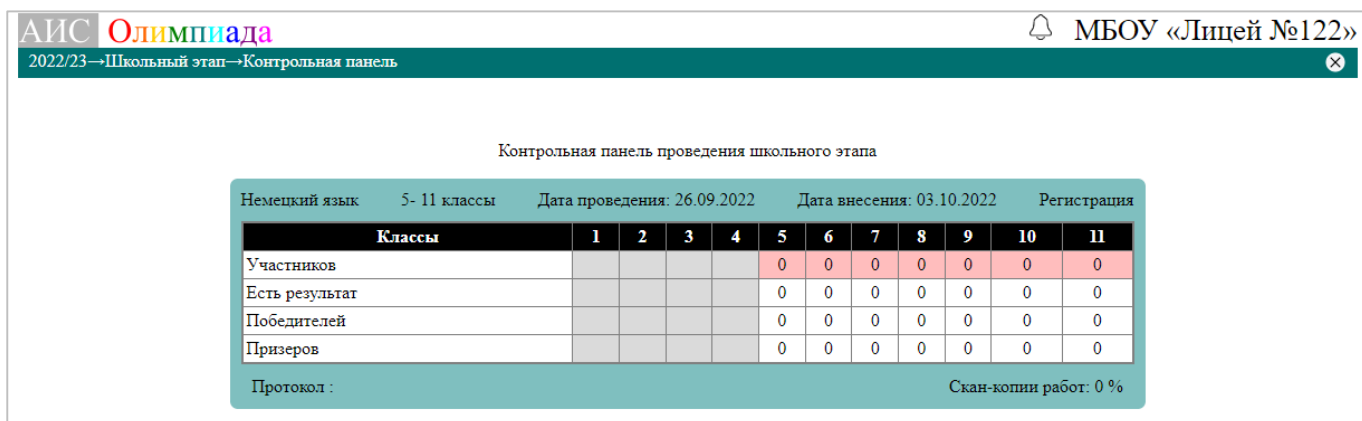 АИС Олимпиада МБОУ «Лицей №122»
2022/23→Школьный этап→Контрольная панель
Контрольная панель проведения школьного этапа
Немецкий язык 5- 11 классы Дата проведения: 26.09.2022 Дата внесения: 03.10.2022 Регистрация
Классы 1 2 3 4 5 6 7 8 9 10 11
Участников 0 0 0 0 0 0 0
Есть результат 0 0 0 0 0 0 0
Победителей 0 0 0 0 0 0 0
Призеров 0 0 0 0 0 0 0
Протокол : Скан-копии работ: 0 %